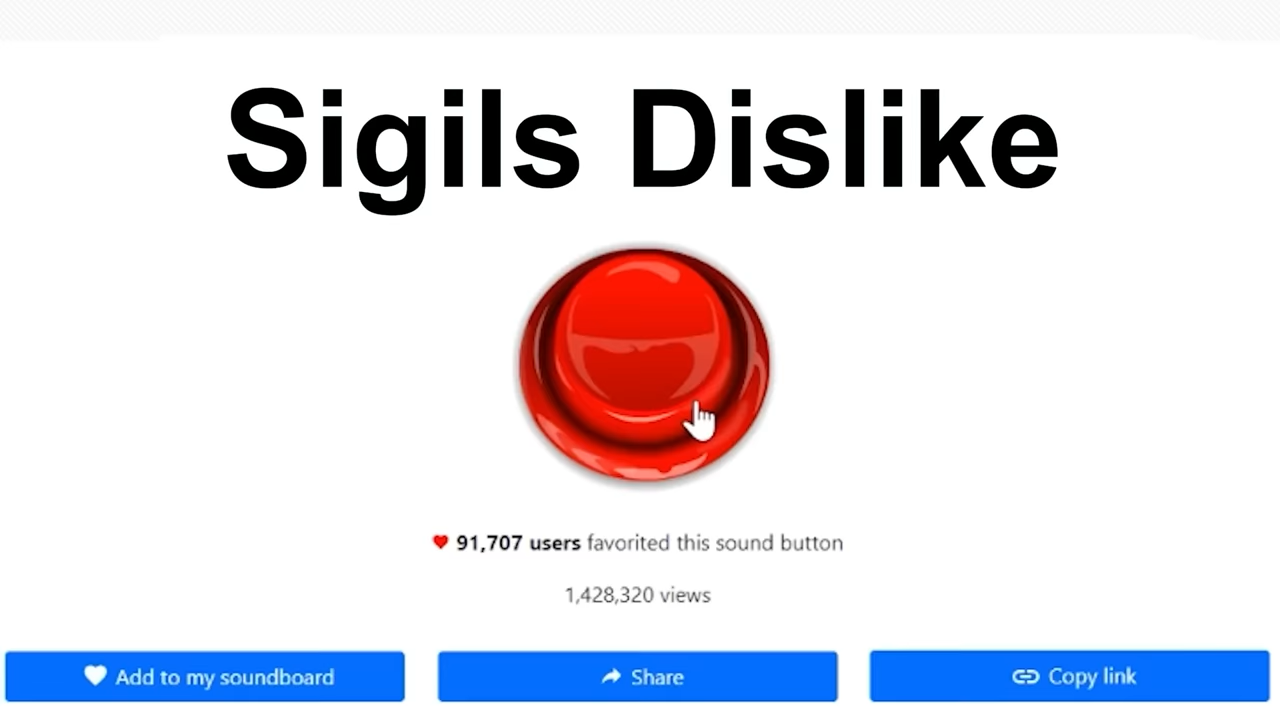 Sigils Dislike
91,707 users favorited this sound button
1,428,320 views
Add to my soundboard
Share
Copy link